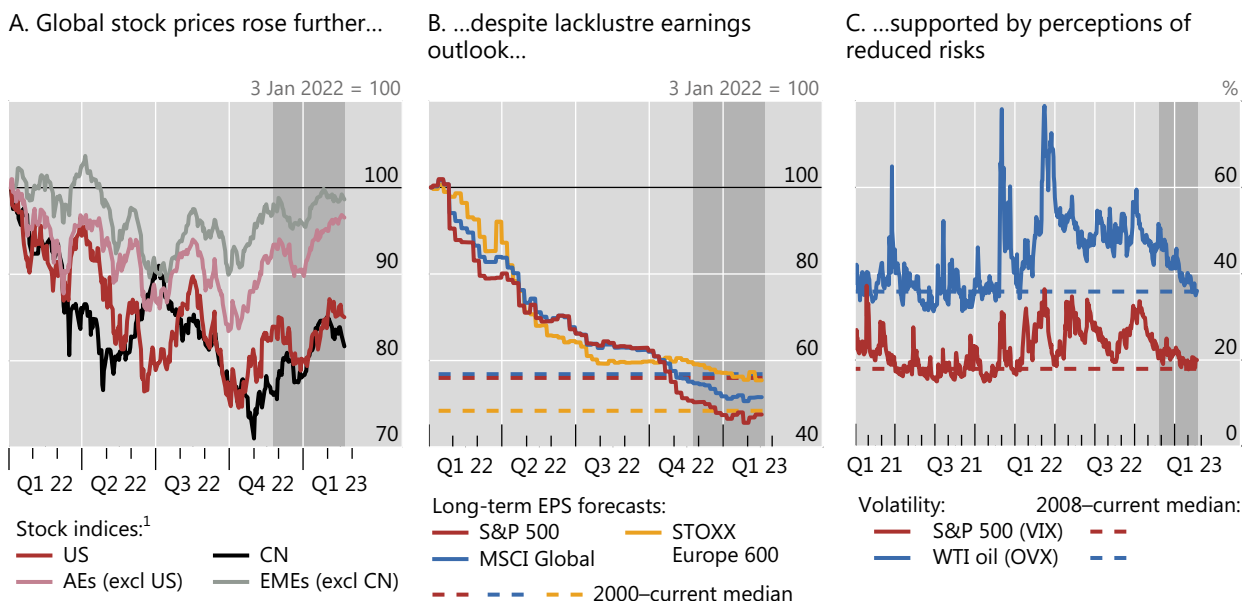 A. Global stock prices rose further...
3 Jan 2022 = 100
100
90
80
70
Q1 22 Q2 22 Q3 22 Q4 22 Q1 23
Stock indices:1
US CN
AEs (excl US) EMEs (excl CN)
B. ...despite lacklustre earnings
outlook...
3 Jan 2022 = 100
100
80
60
40
Q1 22 Q2 22 Q3 22 Q4 22 Q1 23
Long-term EPS forecasts:
S&P 500 STOXX
MSCI Global Europe 600
2000–current median
C. ...supported by perceptions of
reduced risks
%
60
40
20
0
Q1 21 Q3 21 Q1 22 Q3 22 Q1 23
Volatility: 2008–current median:
S&P 500 (VIX)
WTI oil (OVX)